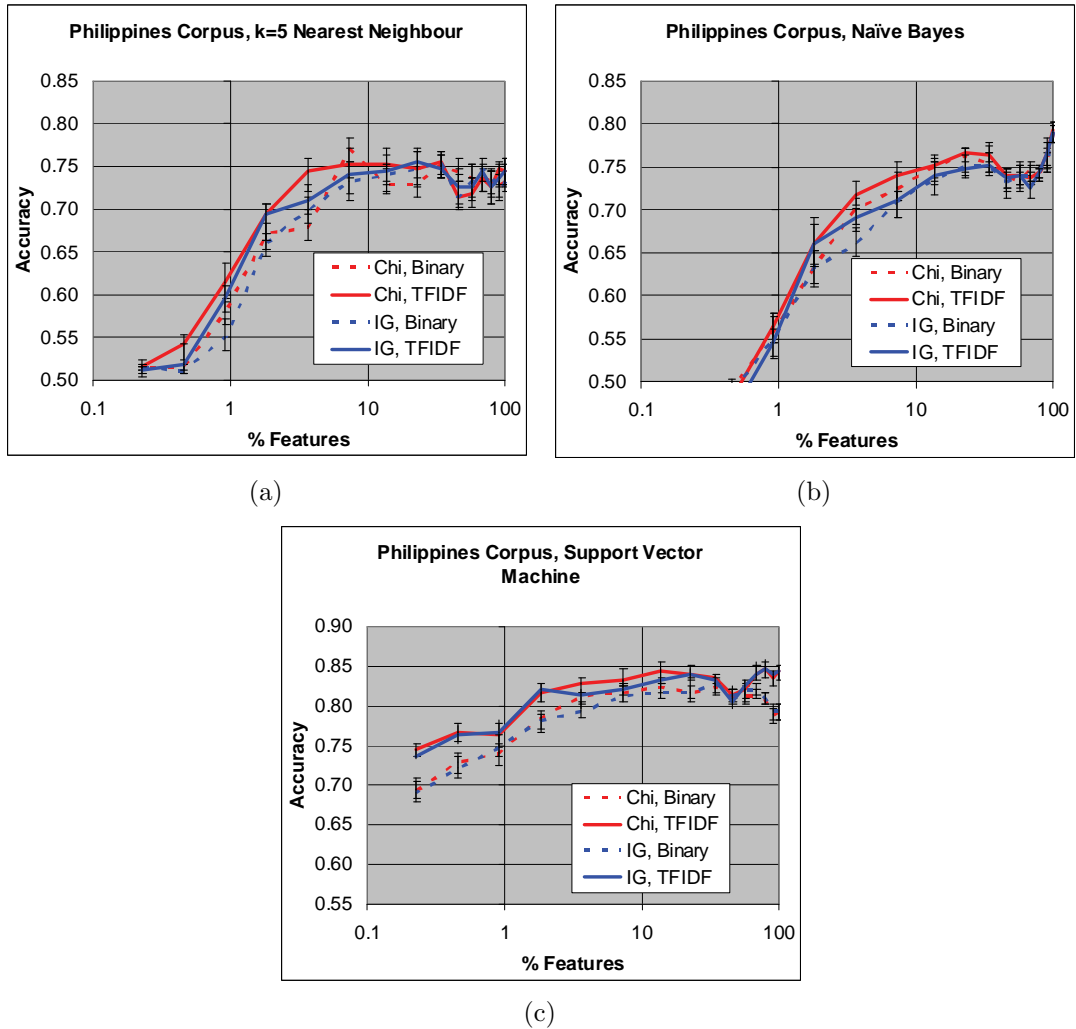 Philippines Corpus, k=5 Nearest Neighbour
0.85
0.80
0.75
0.70
0.65
0.60
0.55
0.50
Accuracy
Chi, Binary
Chi, TFIDF
IG, Binary
IG, TFIDF
0.1 1 10 100
% Features
(a)
Philippines Corpus, Naïve Bayes
0.85
0.80
0.75
0.70
0.65
0.60
0.55
0.50
Accuracy
Chi, Binary
Chi, TFIDF
IG, Binary
IG, TFIDF
0.1 1 10 100
% Features
(b)
Philippines Corpus, Support Vector
Machine
0.90
0.85
0.80
0.75
0.70
0.65
0.60
0.55
Accuracy
Chi, Binary
Chi, TFIDF
IG, Binary
IG, TFIDF
0.1 1 10 100
% Features
(c)